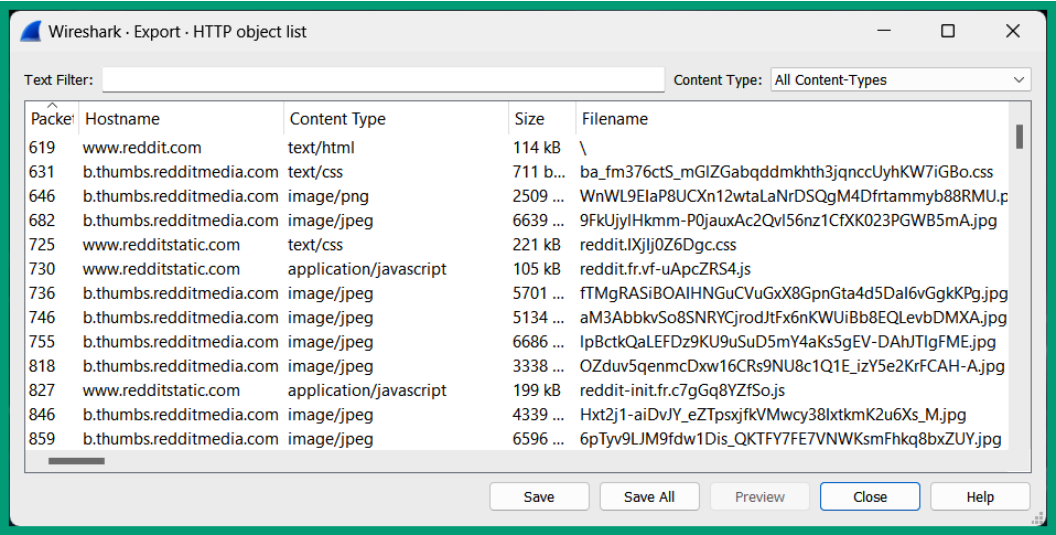 Wireshark · Export · HTTP object list
Text Filter: Content Type: All Content-Types
Packet Hostname Content Type Size Filename
619 www.reddit.com text/html 114 kB \
631 b.thumbs.redditmedia.com text/css 711 b... ba_fm376ctS_mGlZGabqddmkhth3jqnccUyhKW7iGBo.css
646 b.thumbs.redditmedia.com image/png 2509 ... WnWL9EIaP8UCXn12wtaLaNrDSQgM4Dfrtammyb88RMU.p
682 b.thumbs.redditmedia.com image/jpeg 6639 ... 9FkUjylHkmm-P0jauxAc2Qvl56nz1CfXK023PGWB5mA.jpg
725 www.redditstatic.com text/css 221 kB reddit.lXjIj0Z6Dgc.css
730 www.redditstatic.com application/javascript 105 kB reddit.fr.vf-uApcZRS4.js
736 b.thumbs.redditmedia.com image/jpeg 5701 ... fTMgRASiBOAIHNGuCVuGxX8GpnGta4d5DaI6vGgkKPg.jpg
746 b.thumbs.redditmedia.com image/jpeg 5134 ... aM3AbbkvSo8SNRYCjrodJtFx6nKWUiBb8EQLevbDMXA.jpg
755 b.thumbs.redditmedia.com image/jpeg 6686 ... IpBctkQaLEFDz9KU9uSuD5mY4aKs5gEV-DAhJTIgFME.jpg
818 b.thumbs.redditmedia.com image/jpeg 3338 ... OZduv5qenmcDxw16CRs9NU8c1Q1E_izY5e2KrFCAH-A.jpg
827 www.redditstatic.com application/javascript 199 kB reddit-init.fr.c7gGq8YZfSo.js
846 b.thumbs.redditmedia.com image/jpeg 4339 ... Hxt2j1-aiDvJY_eZTpsxjfkVMwcy38IxtkmK2u6Xs_M.jpg
859 b.thumbs.redditmedia.com image/jpeg 6596 ... 6pTyv9LJM9fdw1Dis_QKTFY7FE7VNWKsmFhkq8bxZUY.jpg
Save Save All Preview Close Help